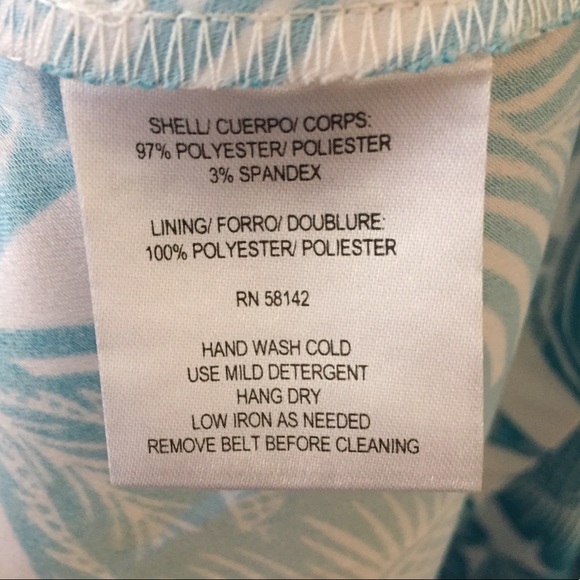 SHELL/ CUERPO/ CORPS:
97% POLYESTER/ POLIESTER
3% SPANDEX
LINING/ FORRO/ DOUBLURE:
100% POLYESTER/ POLIESTER
RN 58142
HAND WASH COLD
USE MILD DETERGENT
HANG DRY
LOW IRON AS NEEDED
REMOVE BELT BEFORE CLEANING